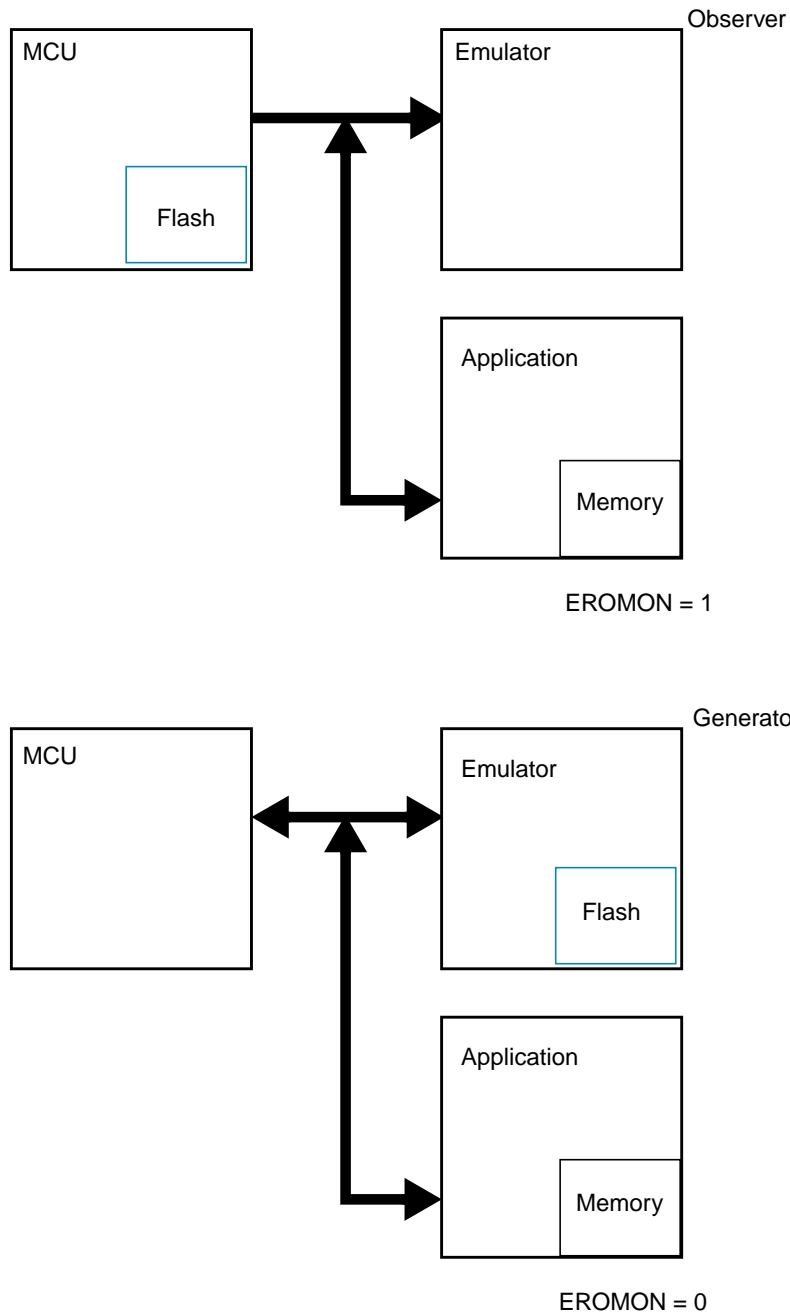 Observer
MCU
Emulator
Flash
Application
Memory
EROMON = 1
Generato
MCU
Emulator
Flash
Application
Memory
EROMON = 0